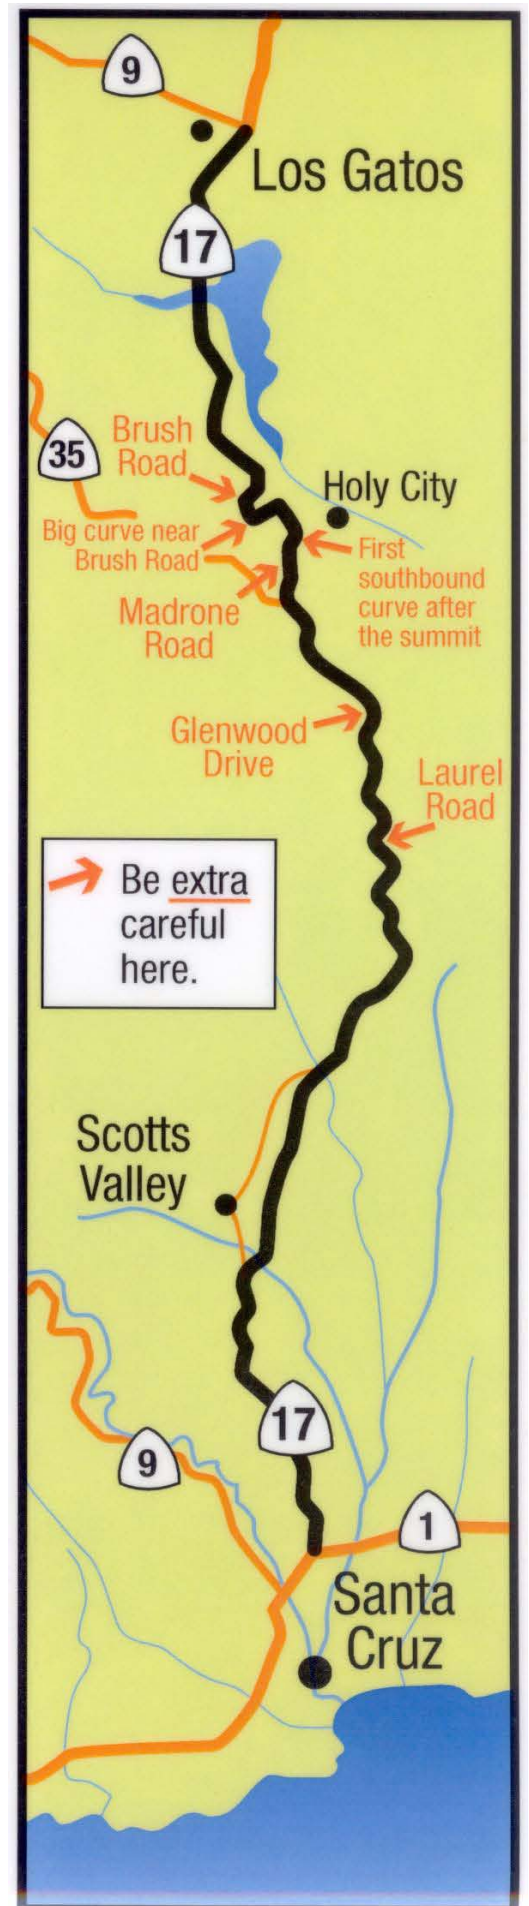 9
Los Gatos
17
Brush
Road
35
Holy City
Big curve near
Brush Road
First
southbound
curve after
the summit
Madrone
Road
Glenwood
Drive
Laurel
Road
Be extra
careful
here.
Scotts
Valley
17
9
1
Santa
Cruz